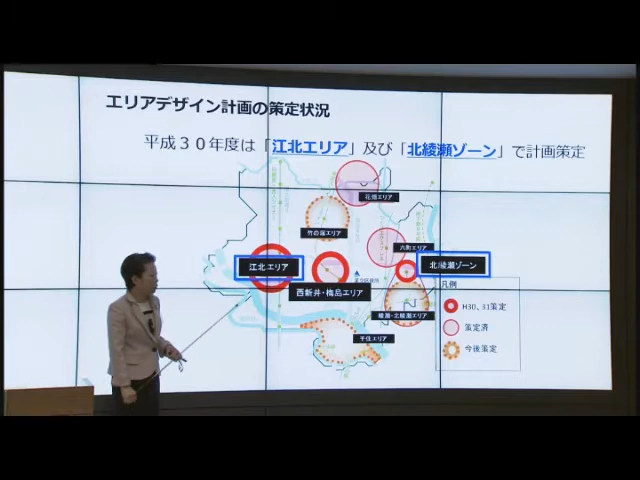 エリアデザイン計画の策定状況
平成３０年度は「江北エリア」及び「北綾瀬ゾーン」で計画策定
花畑エリア
竹の塚エリア
六町エリア
江北エリア
北綾瀬ゾーン
西新井・梅島エリア
綾瀬・北綾瀬エリア
千住エリア
凡例
H30、31策定
策定済
今後策定